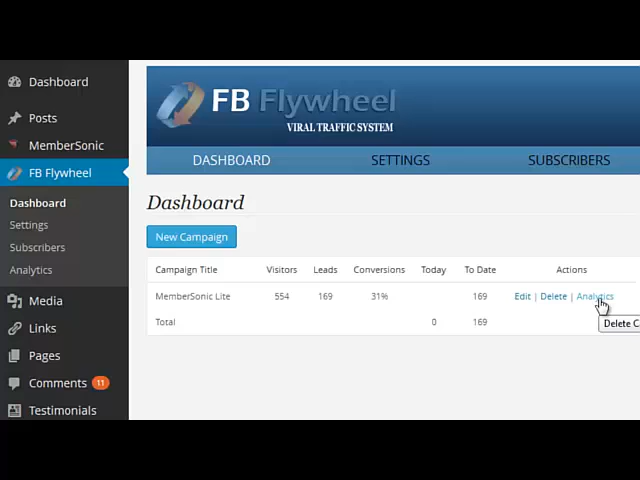 Dashboard
Posts
MemberSonic
FB Flywheel
Dashboard
Settings
Subscribers
Analytics
Media
Links
Pages
Comments 11
Testimonials
FB Flywheel
VIRAL TRAFFIC SYSTEM
DASHBOARD SETTINGS SUBSCRIBERS
Dashboard
New Campaign
Campaign Title Visitors Leads Conversions Today To Date Actions
MemberSonic Lite 554 169 31% 169 Edit | Delete | Analytics
Total 0 169
Delete C